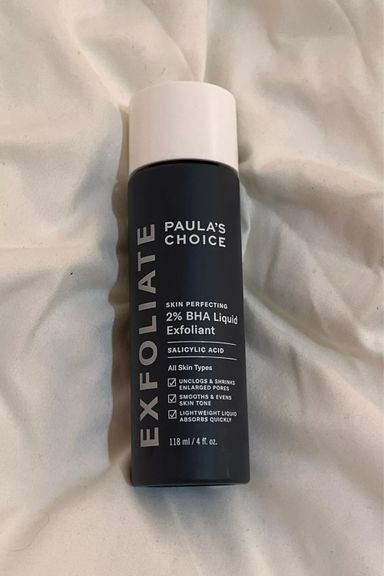 EXFOLIATE
PAULA'S
CHOICE
SKIN PERFECTING
2% BHA Liquid
Exfoliant
SALICYLIC ACID
All Skin Types
UNCLOGS & SHRINKS
ENLARGED PORES
SMOOTHS & EVENS
SKIN TONE
LIGHTWEIGHT LIQUID
ABSORBS QUICKLY
118 ml / 4 fl. oz.